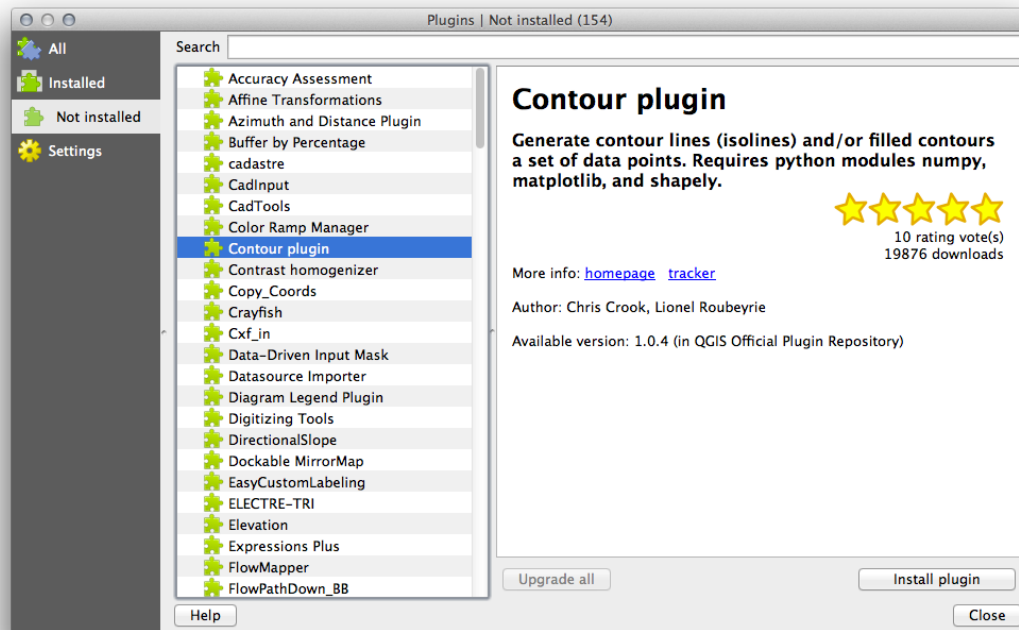 Plugins | Not installed (154)
All
Installed
Not installed
Settings
Search
Accuracy Assessment
Affine Transformations
Azimuth and Distance Plugin
Buffer by Percentage
cadastre
CadInput
CadTools
Color Ramp Manager
Contour plugin
Contrast homogenizer
Copy_Coords
Crayfish
Cxf_in
Data-Driven Input Mask
Datasource Importer
Diagram Legend Plugin
Digitizing Tools
DirectionalSlope
Dockable MirrorMap
EasyCustomLabeling
ELECTRE-TRI
Elevation
Expressions Plus
FlowMapper
FlowPathDown_BB
Contour plugin
Generate contour lines (isolines) and/or filled contours
a set of data points. Requires python modules numpy,
matplotlib, and shapely.
10 rating vote(s)
19876 downloads
More info: homepage tracker
Author: Chris Crook, Lionel Roubeyrie
Available version: 1.0.4 (in QGIS Official Plugin Repository)
Upgrade all
Install plugin
Help
Close